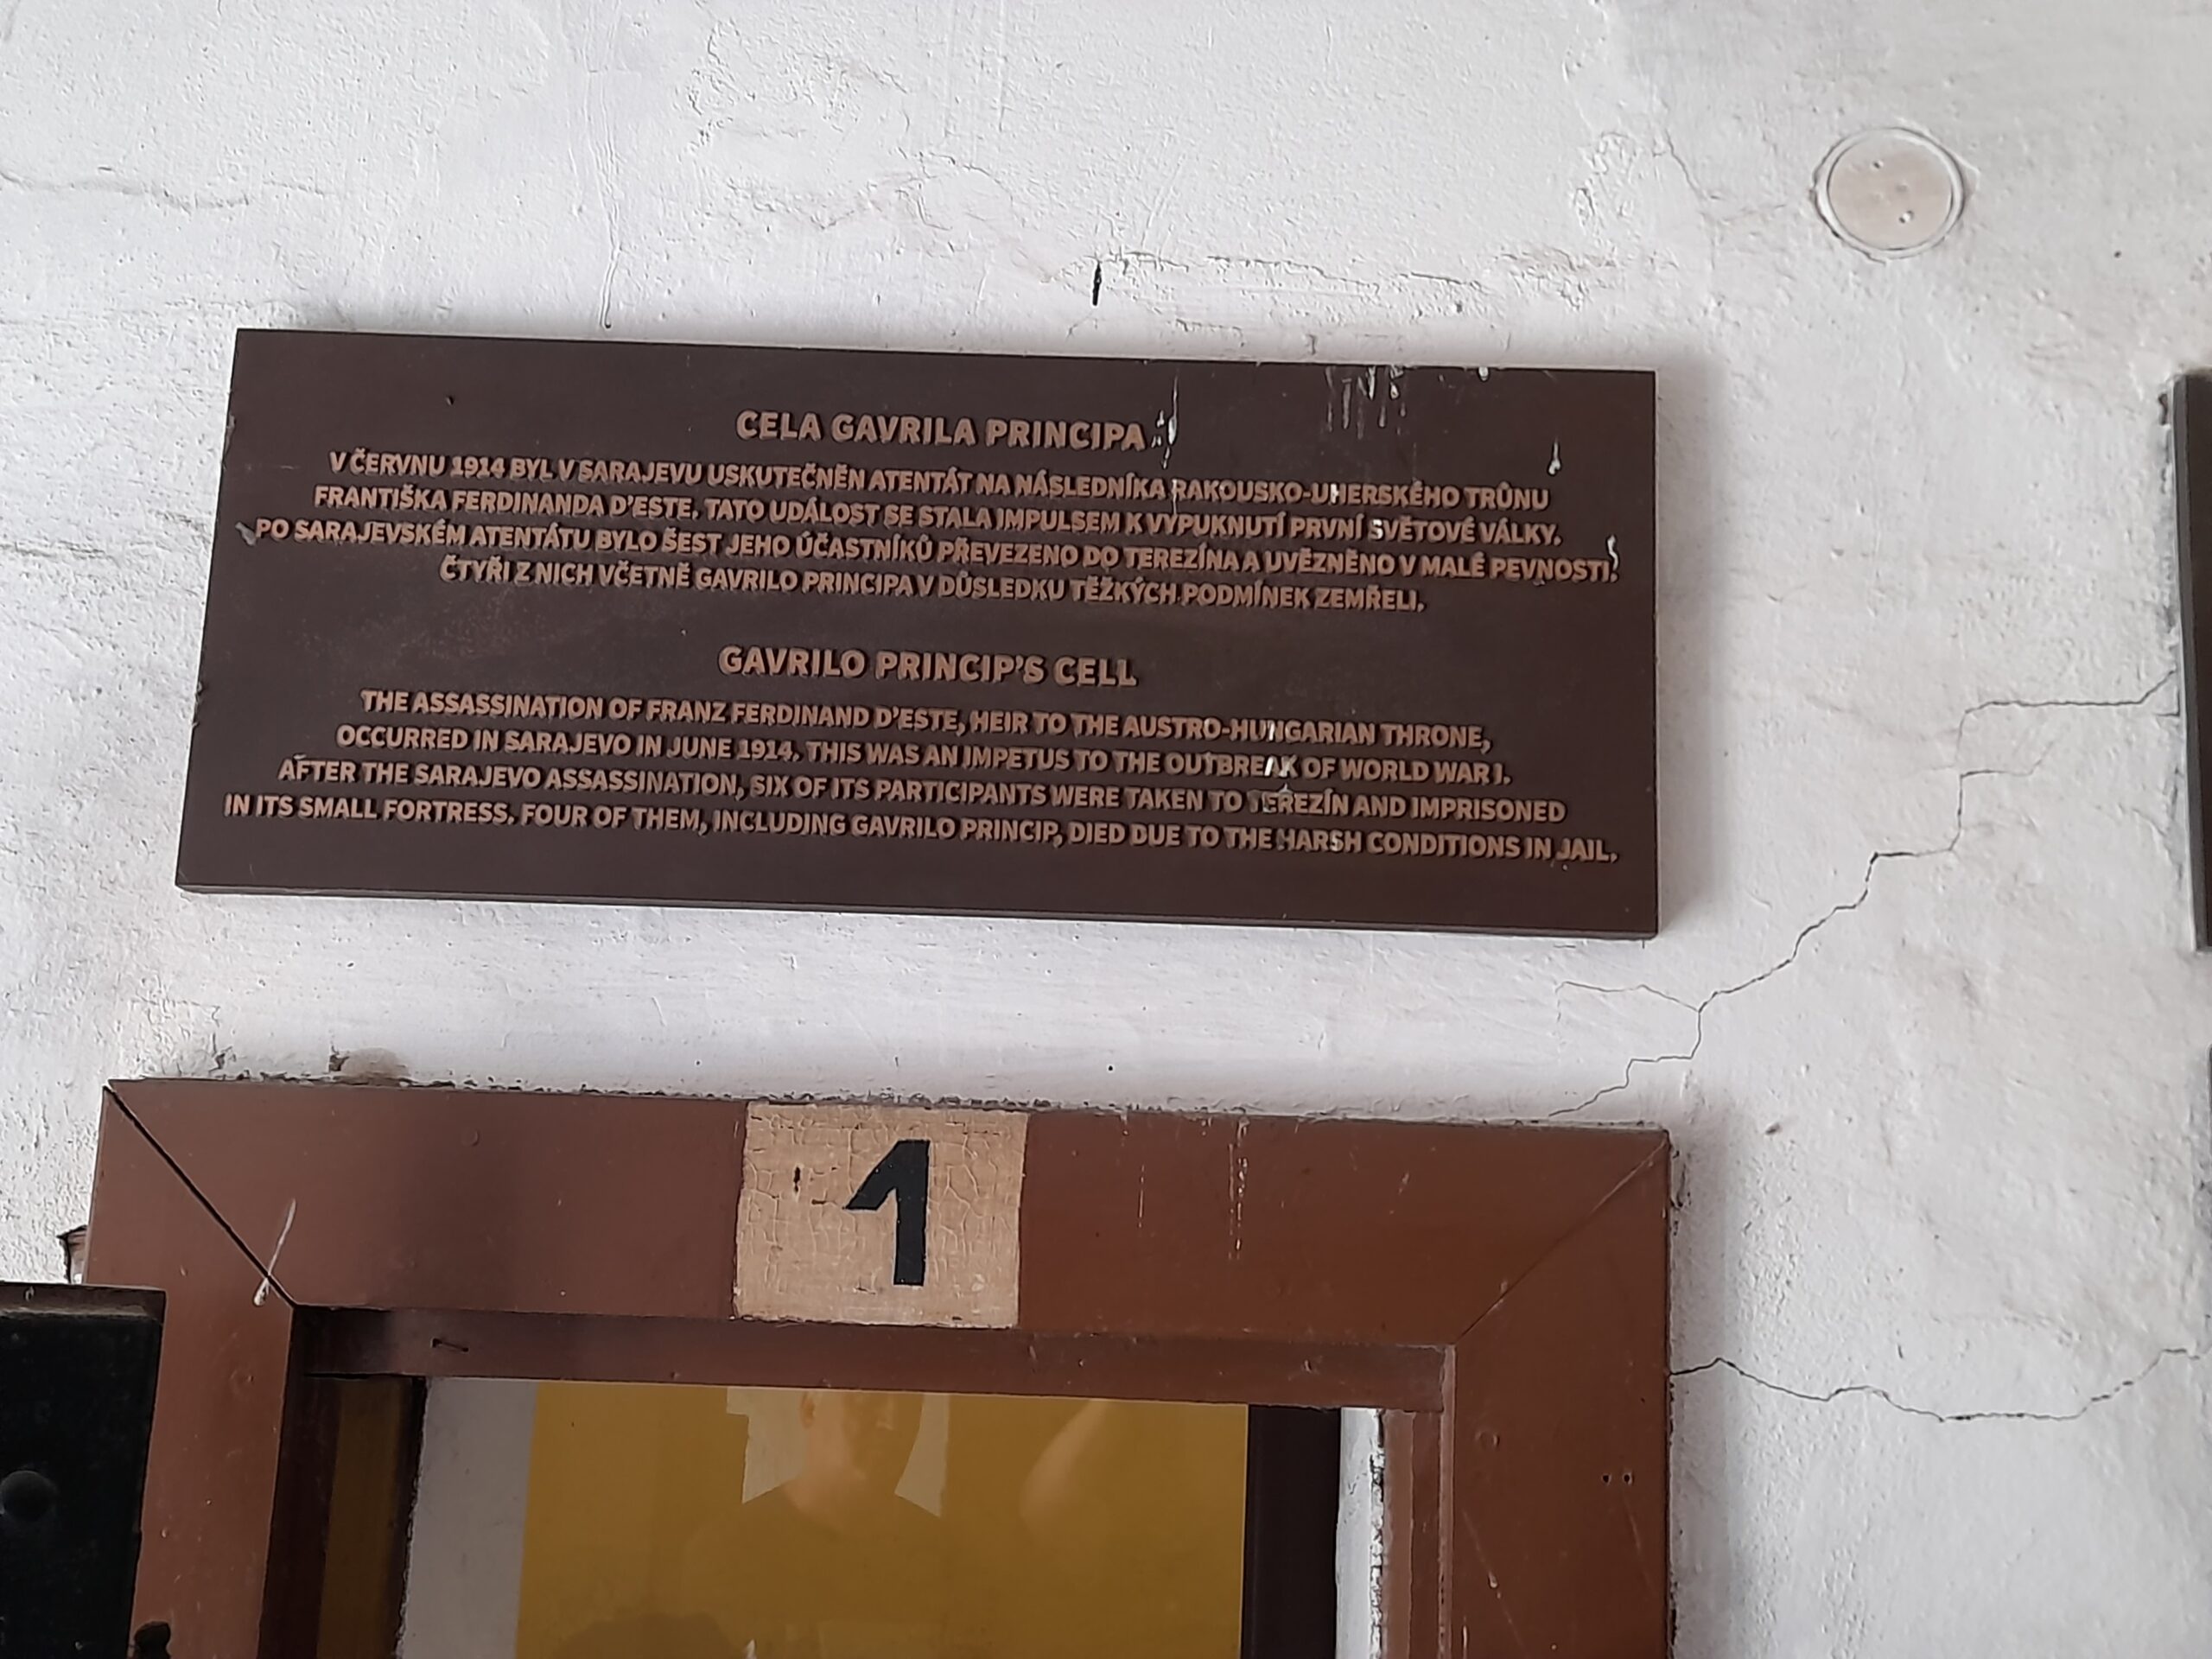 CELA GAVRILA PRINCIPA
V ČERVNU 1914 BYL V SARAJEVU USKUTEČNĚN ATENTÁT NA NÁSLEDNÍKA RAKOUSKO-UHERSKÉHO TRŮNU
FRANTIŠKA FERDINANDA D'ESTE. TATO UDÁLOST SE STALA IMPULSEM K VYPUKNUTÍ PRVNÍ SVĚTOVÉ VÁLKY.
PO SARAJEVSKÉM ATENTÁTU BYLO ŠEST JEHO ÚČASTNÍKŮ PŘEVEZENO DO TEREZÍNA A UVĚZNĚNO V MALÉ PEVNOSTI.
ČTYŘI Z NICH VČETNĚ GAVRILO PRINCIPA V DŮSLEDKU TĚŽKÝCH PODMÍNEK ZEMŘELI.
GAVRILO PRINCIP'S CELL
THE ASSASSINATION OF FRANZ FERDINAND D'ESTE, HEIR TO THE AUSTRO-HUNGARIAN THRONE,
OCCURRED IN SARAJEVO IN JUNE 1914. THIS WAS AN IMPETUS TO THE OUTBREAK OF WORLD WAR I.
AFTER THE SARAJEVO ASSASSINATION, SIX OF ITS PARTICIPANTS WERE TAKEN TO TEREZÍN AND IMPRISONED
IN ITS SMALL FORTRESS. FOUR OF THEM, INCLUDING GAVRILO PRINCIP, DIED DUE TO THE HARSH CONDITIONS IN JAIL.
1